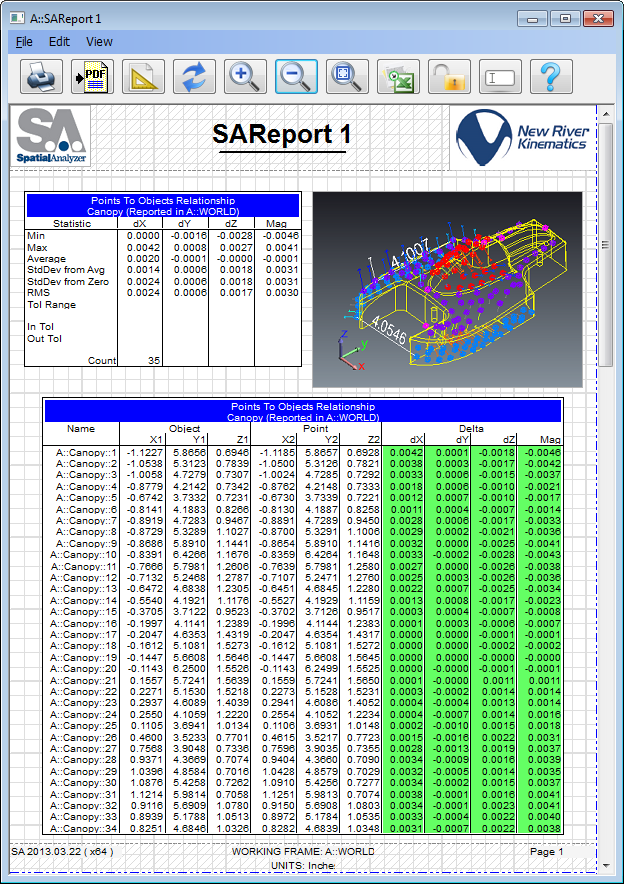 A::SAReport 1
File Edit View
PDF
SA
SpatialAnalyzer
SAReport 1
New River
Kinematics
Points To Objects Relationship
Canopy (Reported in A::WORLD)
Statistic dX dY dZ Mag
Min 0.0000 -0.0016 -0.0028 -0.0046
Max 0.0042 0.0008 0.0027 0.0041
Average 0.0020 -0.0001 -0.0000 -0.0001
StdDev from Avg 0.0014 0.0006 0.0018 0.0031
StdDev from Zero 0.0024 0.0006 0.0018 0.0031
RMS 0.0024 0.0006 0.0017 0.0030
Tol Range
In Tol
Out Tol
Count 35
4.0546
Z
y
x
Points To Objects Relationship
Canopy (Reported in A::WORLD)
Name Object Point Delta
X1 Y1 Z1 X2 Y2 Z2 dX dY dZ Mag
A::Canopy::1 -1.1227 5.8656 0.6946 -1.1185 5.8657 0.6928 0.0042 0.0001 -0.0018 -0.0046
A::Canopy::2 -1.0538 5.3123 0.7839 -1.0500 5.3126 0.7821 0.0038 0.0003 -0.0017 -0.0042
A::Canopy::3 -1.0058 4.7279 0.7307 -1.0024 4.7285 0.7292 0.0033 0.0006 -0.0015 -0.0037
A::Canopy::4 -0.8779 4.2142 0.7342 -0.8762 4.2148 0.7333 0.0018 0.0006 -0.0010 -0.0021
A::Canopy::5 -0.6742 3.7332 0.7231 -0.6730 3.7339 0.7221 0.0012 0.0007 -0.0010 -0.0017
A::Canopy::6 -0.8141 4.1883 0.8266 -0.8130 4.1887 0.8258 0.0011 0.0004 -0.0007 -0.0014
A::Canopy::7 -0.8919 4.7283 0.9467 -0.8891 4.7289 0.9450 0.0028 0.0006 -0.0017 -0.0033
A::Canopy::8 -0.8729 5.3289 1.1027 -0.8700 5.3291 1.1006 0.0029 0.0002 -0.0021 -0.0036
A::Canopy::9 -0.8686 5.8910 1.1441 -0.8654 5.8910 1.1416 0.0032 0.0000 -0.0025 -0.0041
A::Canopy::10 -0.8391 6.4266 1.1676 -0.8359 6.4264 1.1648 0.0033 -0.0002 -0.0028 -0.0043
A::Canopy::11 -0.7666 5.7981 1.2606 -0.7639 5.7981 1.2580 0.0027 0.0000 -0.0026 -0.0038
A::Canopy::12 -0.7132 5.2468 1.2787 -0.7107 5.2471 1.2760 0.0025 0.0003 -0.0026 -0.0036
A::Canopy::13 -0.6472 4.6838 1.2305 -0.6451 4.6845 1.2280 0.0022 0.0007 -0.0025 -0.0034
A::Canopy::14 -0.5540 4.1921 1.1176 -0.5527 4.1929 1.1159 0.0013 0.0008 -0.0017 -0.0023
A::Canopy::15 -0.3705 3.7122 0.9523 -0.3702 3.7126 0.9517 0.0003 0.0004 -0.0007 -0.0008
A::Canopy::16 -0.1997 4.1141 1.2389 -0.1996 4.1144 1.2383 0.0001 0.0003 -0.0006 -0.0006
A::Canopy::17 -0.2047 4.6353 1.4319 -0.2047 4.6354 1.4317 0.0000 0.0000 -0.0001 -0.0001
A::Canopy::18 -0.1612 5.1081 1.5273 -0.1612 5.1081 1.5272 0.0000 0.0000 -0.0001 -0.0002
A::Canopy::19 -0.1447 5.6608 1.5646 -0.1447 5.6608 1.5645 0.0000 0.0000 -0.0000 -0.0000
A::Canopy::20 -0.1143 6.2500 1.5526 -0.1143 6.2499 1.5525 0.0000 -0.0000 -0.0001 -0.0001
A::Canopy::21 0.1557 5.7241 1.5639 0.1559 5.7241 1.5650 0.0001 -0.0000 0.0011 0.0011
A::Canopy::22 0.2271 5.1530 1.5218 0.2273 5.1528 1.5231 0.0003 -0.0002 0.0014 0.0014
A::Canopy::23 0.2937 4.6089 1.4039 0.2941 4.6086 1.4052 0.0004 -0.0004 0.0013 0.0014
A::Canopy::24 0.2550 4.1059 1.2220 0.2554 4.1052 1.2234 0.0004 -0.0007 0.0014 0.0016
A::Canopy::25 0.1105 3.6941 1.0134 0.1106 3.6931 1.0148 0.0002 -0.0010 0.0015 0.0018
A::Canopy::26 0.4600 3.5233 0.7701 0.4615 3.5217 0.7723 0.0015 -0.0016 0.0022 0.0031
A::Canopy::27 0.7568 3.9048 0.7336 0.7596 3.9035 0.7355 0.0028 -0.0013 0.0019 0.0037
A::Canopy::28 0.9371 4.3669 0.7074 0.9404 4.3660 0.7090 0.0034 -0.0009 0.0016 0.0039
A::Canopy::29 1.0396 4.8584 0.7016 1.0428 4.8579 0.7029 0.0032 -0.0005 0.0014 0.0035
A::Canopy::30 1.0876 5.4258 0.7262 1.0910 5.4256 0.7277 0.0034 -0.0002 0.0015 0.0037
A::Canopy::31 1.1214 5.9814 0.7058 1.1251 5.9813 0.7074 0.0038 -0.0001 0.0016 0.0041
A::Canopy::32 0.9116 5.6909 1.0780 0.9150 5.6908 1.0803 0.0034 -0.0001 0.0023 0.0041
A::Canopy::33 0.8939 5.1788 1.0513 0.8972 5.1784 1.0535 0.0033 -0.0004 0.0022 0.0040
A::Canopy::34 0.8251 4.6846 1.0326 0.8282 4.6839 1.0348 0.0031 -0.0007 0.0022 0.0038
SA 2013.03.22 ( x64 ) WORKING FRAME: A::WORLD Page 1
UNITS: Inche